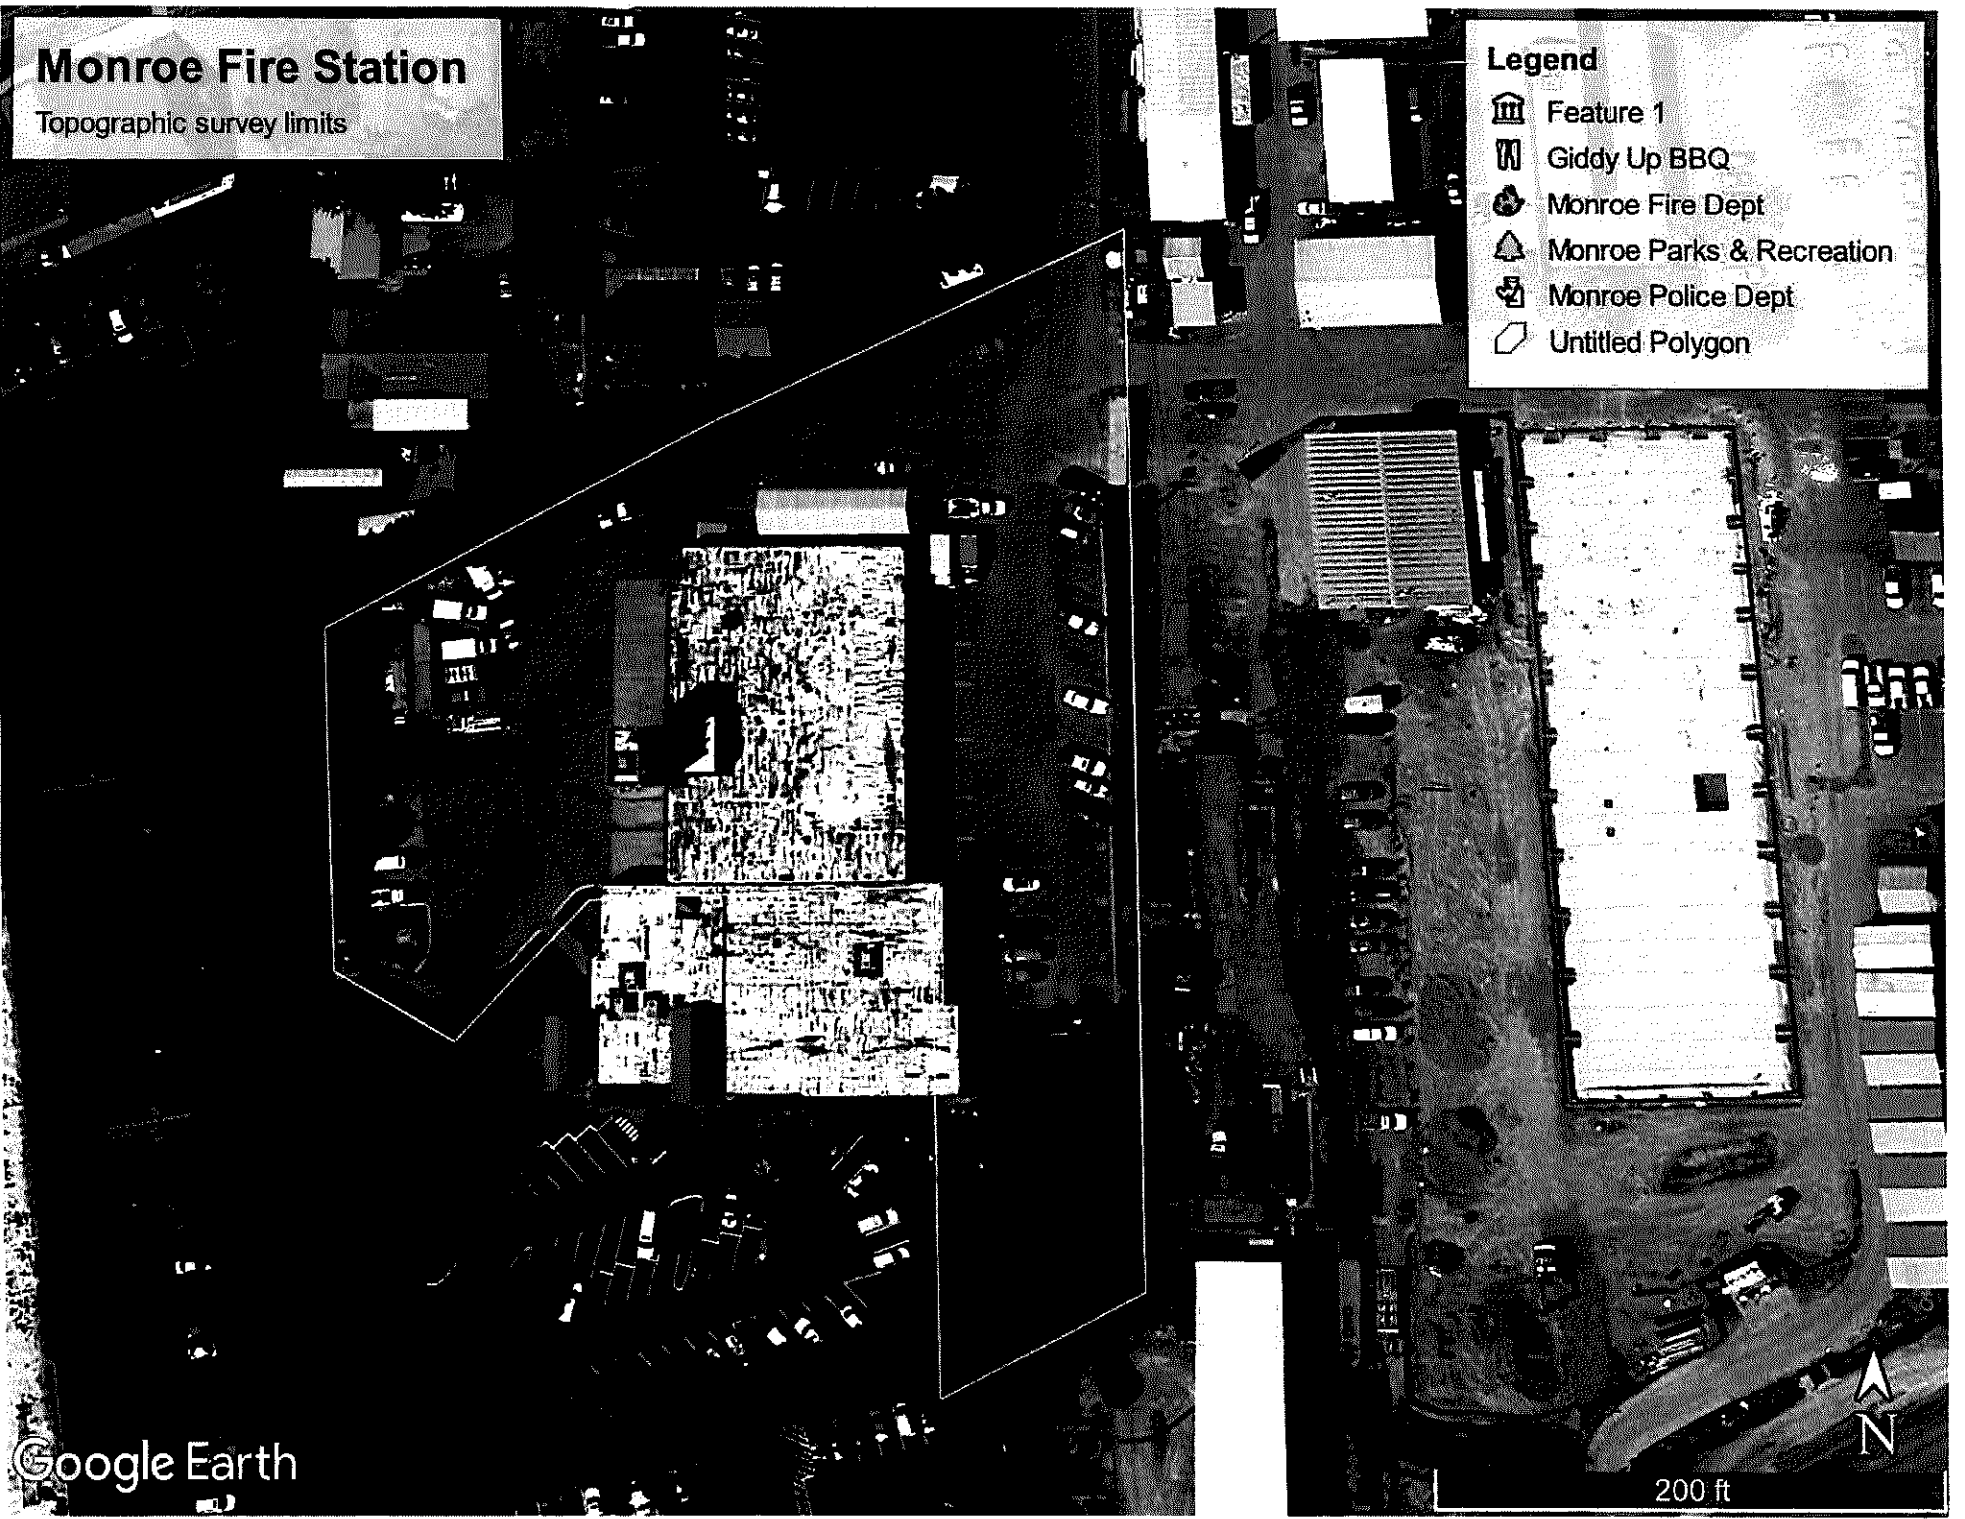 Monroe Fire Station
Topographic survey limits
Legend
Feature 1
Giddy Up BBQ
Monroe Fire Dept
Monroe Parks & Recreation
Monroe Police Dept
Untitled Polygon
Google Earth
N
200 ft